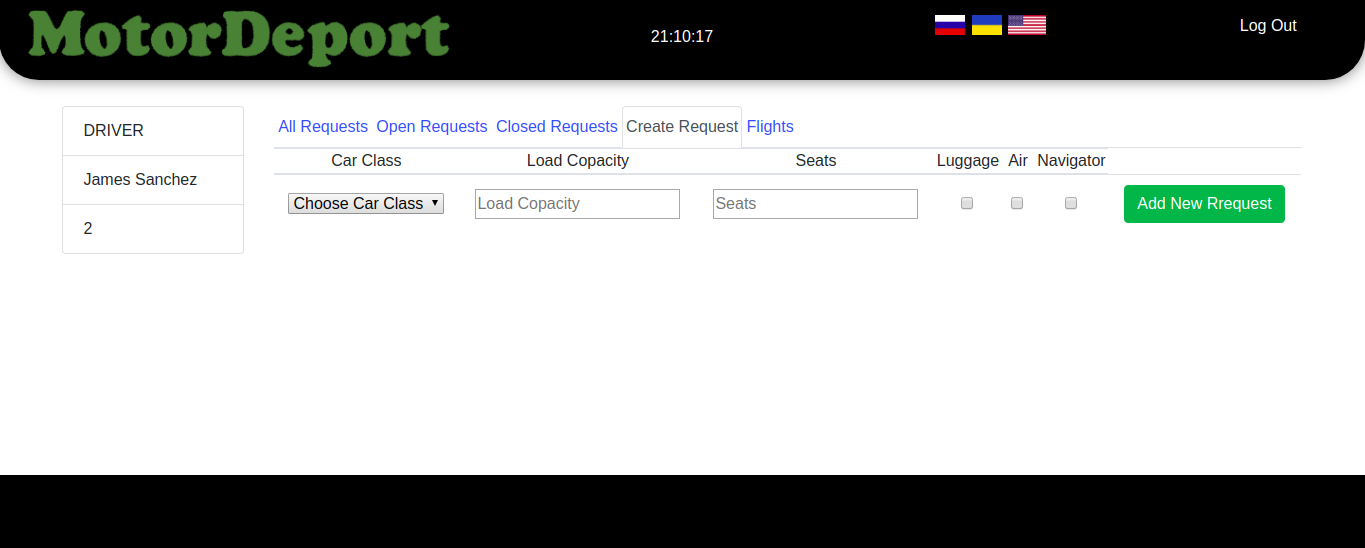 MotorDeport
21:10:17
Log Out
DRIVER
James Sanchez
2
All Requests Open Requests Closed Requests Create Request Flights
Car Class Load Copacity Seats Luggage Air Navigator
Choose Car Class Load Copacity Seats Add New Rrequest